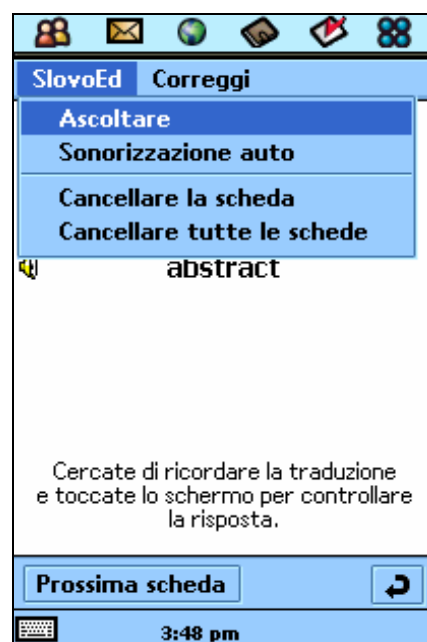 SlovoEd Correggi
Ascoltare
Sonorizzazione auto
Cancellare la scheda
Cancellare tutte le schede
abstract
Cercate di ricordare la traduzione
e toccate lo schermo per controllare
la risposta.
Prossima scheda
3:48 pm